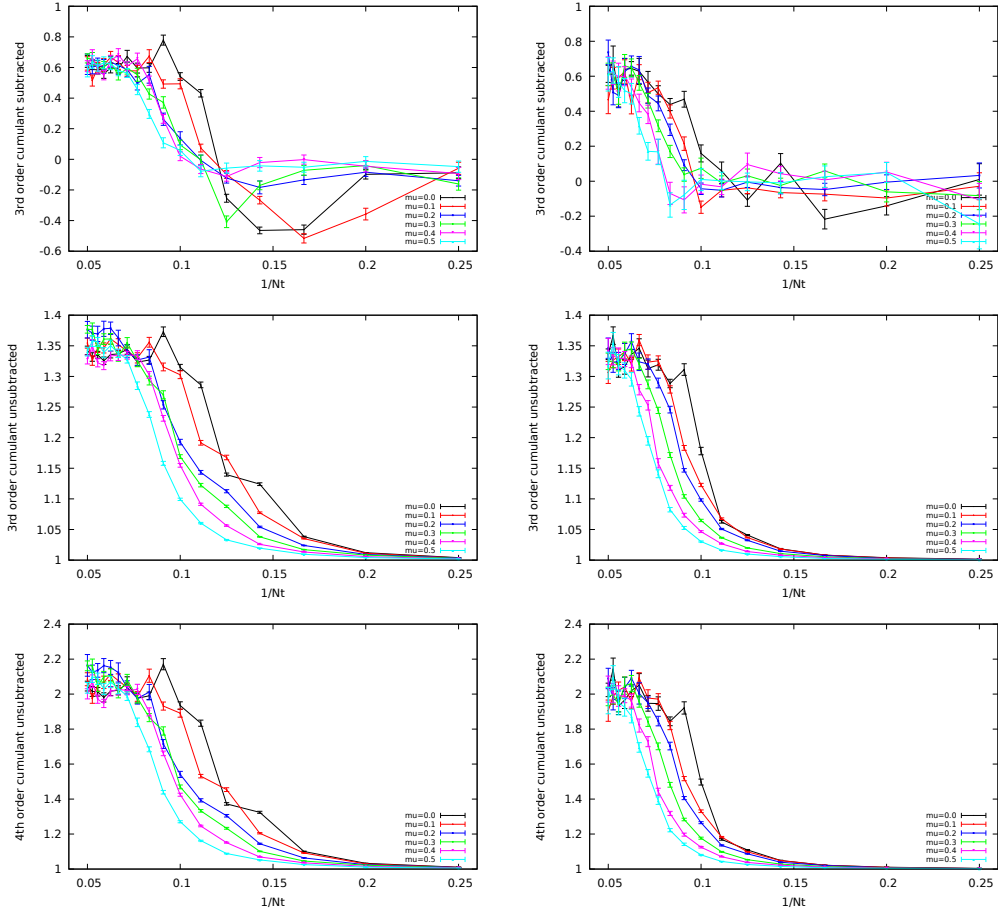 3rd order cumulant subtracted
1
0.8
0.6
0.4
0.2
0
-0.2
-0.4
-0.6
0.05 0.1 0.15 0.2 0.25
1/Nt
mu=0.0
mu=0.1
mu=0.2
mu=0.3
mu=0.4
mu=0.5
3rd order cumulant subtracted
1
0.8
0.6
0.4
0.2
0
-0.2
-0.4
0.05 0.1 0.15 0.2 0.25
1/Nt
mu=0.0
mu=0.1
mu=0.2
mu=0.3
mu=0.4
mu=0.5
3rd order cumulant unsubtracted
1.4
1.35
1.3
1.25
1.2
1.15
1.1
1.05
1
0.05 0.1 0.15 0.2 0.25
1/Nt
mu=0.0
mu=0.1
mu=0.2
mu=0.3
mu=0.4
mu=0.5
3rd order cumulant unsubtracted
1.4
1.35
1.3
1.25
1.2
1.15
1.1
1.05
1
0.05 0.1 0.15 0.2 0.25
1/Nt
mu=0.0
mu=0.1
mu=0.2
mu=0.3
mu=0.4
mu=0.5
4th order cumulant unsubtracted
2.4
2.2
2
1.8
1.6
1.4
1.2
1
0.05 0.1 0.15 0.2 0.25
1/Nt
mu=0.0
mu=0.1
mu=0.2
mu=0.3
mu=0.4
mu=0.5
4th order cumulant unsubtracted
2.4
2.2
2
1.8
1.6
1.4
1.2
1
0.05 0.1 0.15 0.2 0.25
1/Nt
mu=0.0
mu=0.1
mu=0.2
mu=0.3
mu=0.4
mu=0.5